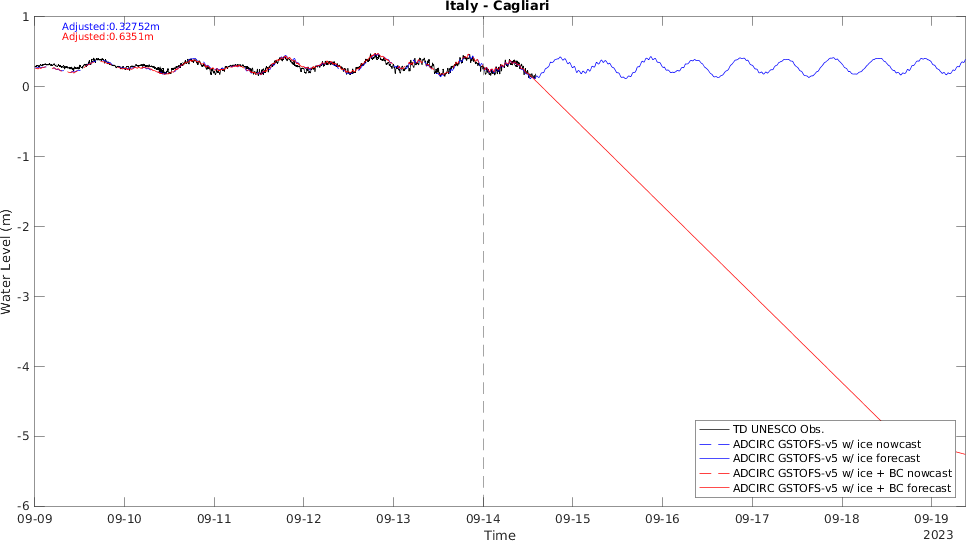 Italy - Cagliari
Adjusted:0.32752m
Adjusted:0.6351m
1
0
-1
-2
-3
-4
-5
-6
Water Level (m)
09-09 09-10 09-11 09-12 09-13 09-14 09-15 09-16 09-17 09-18 09-19
Time
2023
TD UNESCO Obs.
ADCIRC GSTOFS-v5 w/ ice nowcast
ADCIRC GSTOFS-v5 w/ ice forecast
ADCIRC GSTOFS-v5 w/ ice + BC nowcast
ADCIRC GSTOFS-v5 w/ ice + BC forecast